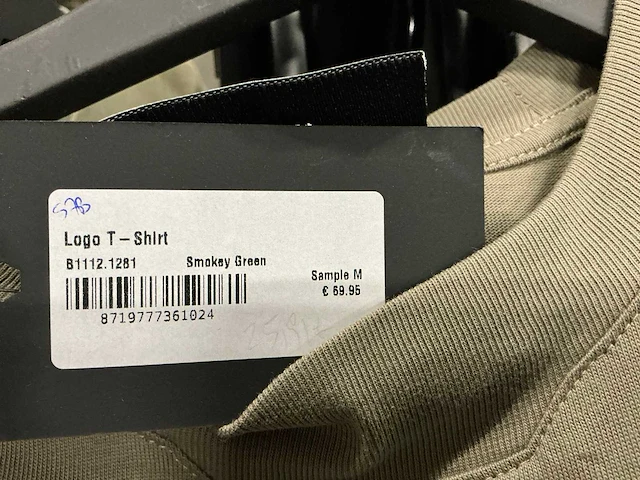 Logo T-Shirt
B1112.1281 Smokey Green
Sample M
€ 69.95
8719777361024